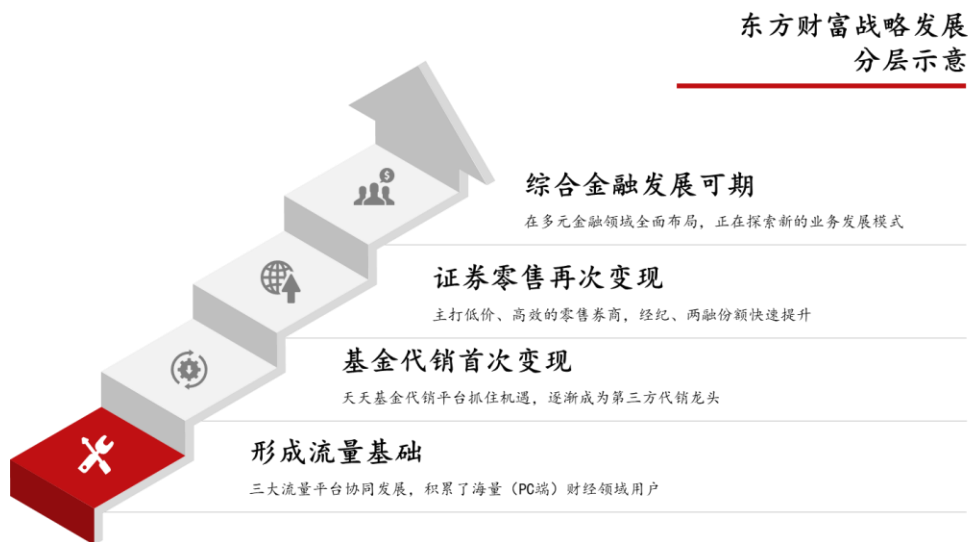 东方财富战略发展
分层示意
综合金融发展可期
在多元金融领域全面布局，正在探索新的业务发展模式
证券零售再次变现
主打低价、高效的零售券商，经纪、两融份额快速提升
基金代销首次变现
天天基金代销平台抓住机遇，逐渐成为第三方代销龙头
形成流量基础
三大流量平台协同发展，积累了海量（PC端）财经领域用户